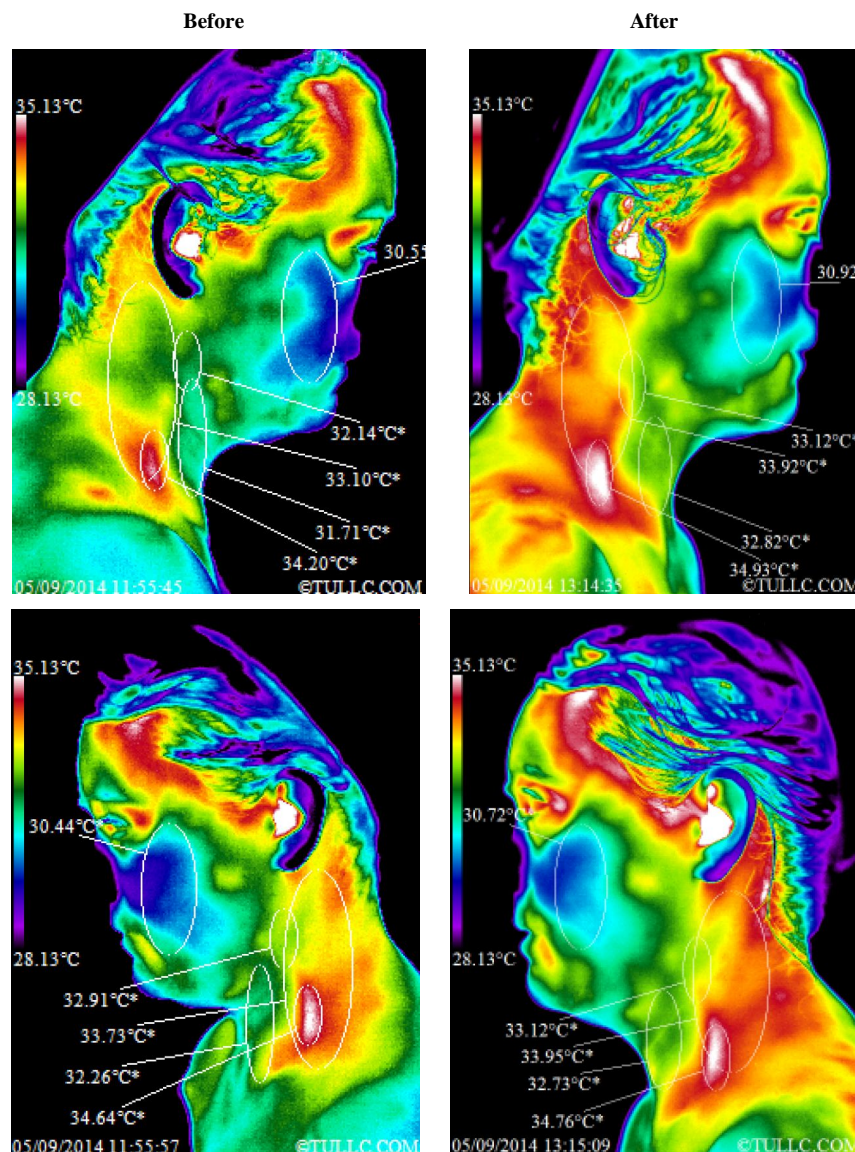 Before
After
35.13°C
30.55
28.13°C
32.14°C*
33.10°C*
31.71°C*
34.20°C*
05/09/2014 11:55:45
©TULLC.COM
35.13°C
30.92
28.13°C
33.12°C*
33.92°C*
32.82°C*
34.93°C*
05/09/2014 13:14:35
©TULLC.COM
35.13°C
30.44°C*
28.13°C
32.91°C*
33.73°C*
32.26°C*
34.64°C*
05/09/2014 11:55:57
©TULLC.COM
35.13°C
30.72°C*
28.13°C
33.12°C*
33.95°C*
32.73°C*
34.76°C*
05/09/2014 13:15:09
©TULLC.COM